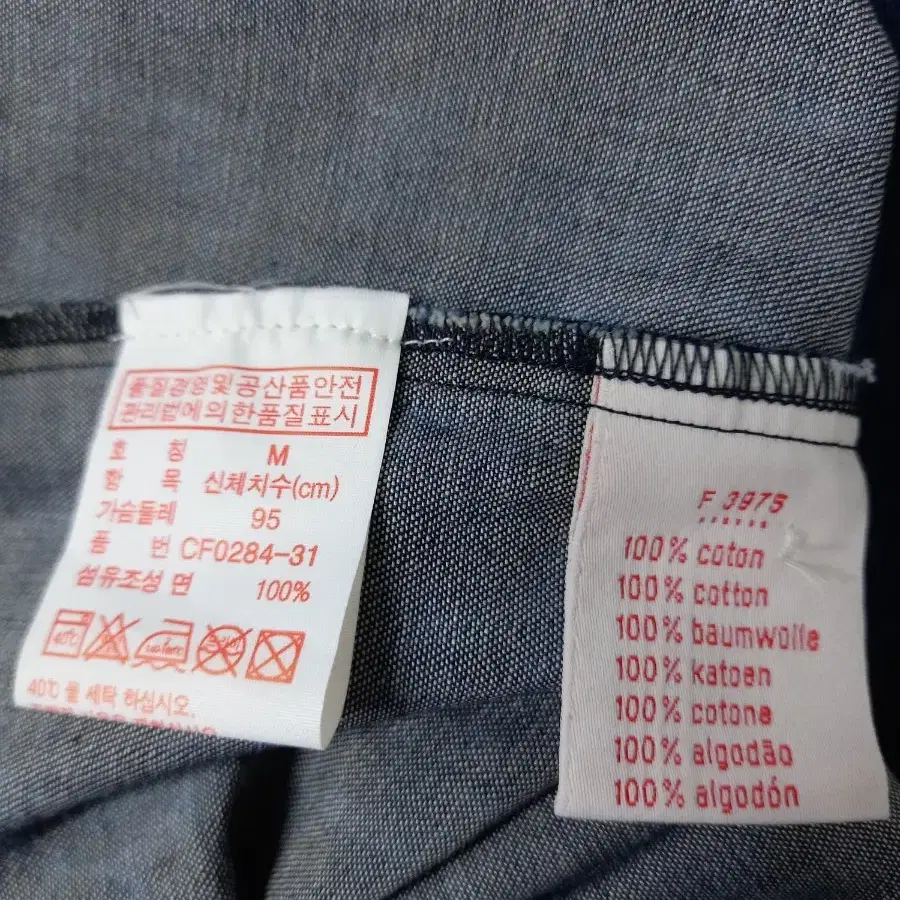 품질경영및공산품안전
관리법에의한품질표시
호 칭 M
항 목 신체치수(cm)
가슴둘레 95
품 번 CF0284-31
섬유조성 면 100%
40℃
40℃ 물 세탁 하십시오.
F 3975
100% coton
100% cotton
100% baumwolle
100% katoen
100% cotone
100% algodão
100% algodón